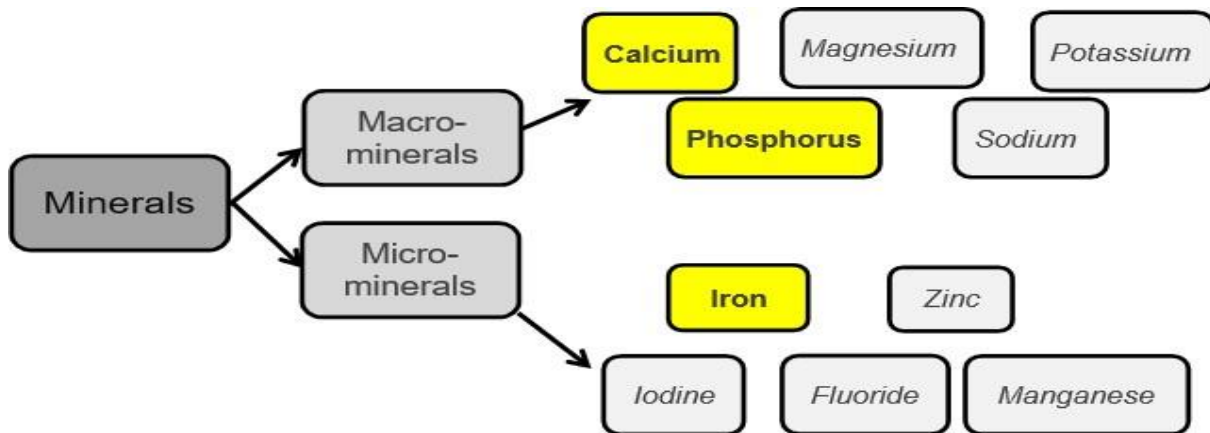 Minerals
Macro-
minerals
Calcium
Magnesium
Potassium
Phosphorus
Sodium
Micro-
minerals
Iron
Zinc
Iodine
Fluoride
Manganese